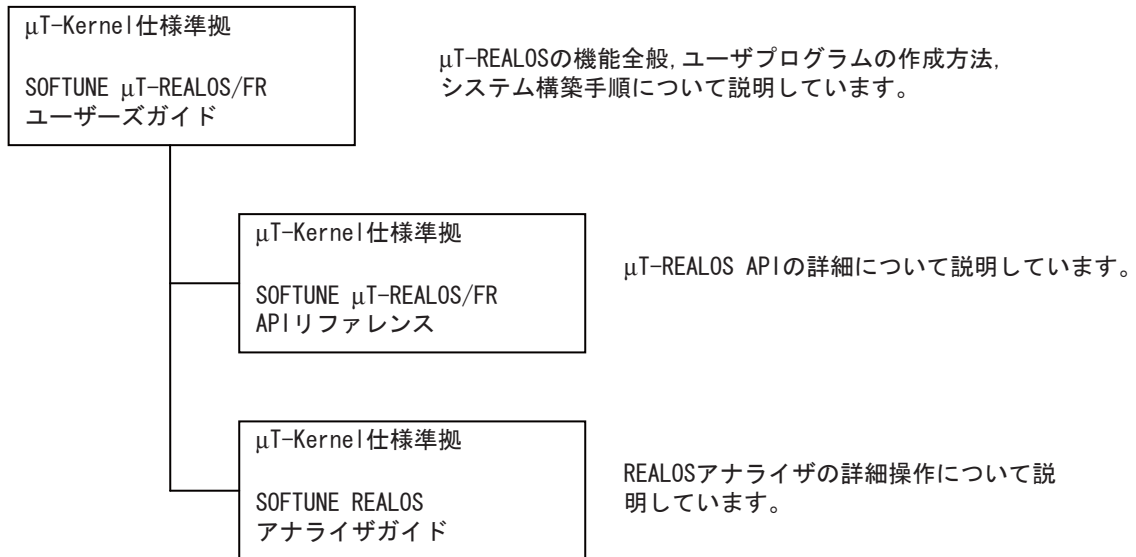 μT-Kernel仕様準拠
SOFTUNE μT-REALOS/FR
ユーザーズガイド
μT-REALOSの機能全般,ユーザプログラムの作成方法,
システム構築手順について説明しています。
μT-Kernel仕様準拠
SOFTUNE μT-REALOS/FR
APIリファレンス
μT-REALOS APIの詳細について説明しています。
μT-Kernel仕様準拠
SOFTUNE REALOS
アナライザガイド
REALOSアナライザの詳細操作について説
明しています。